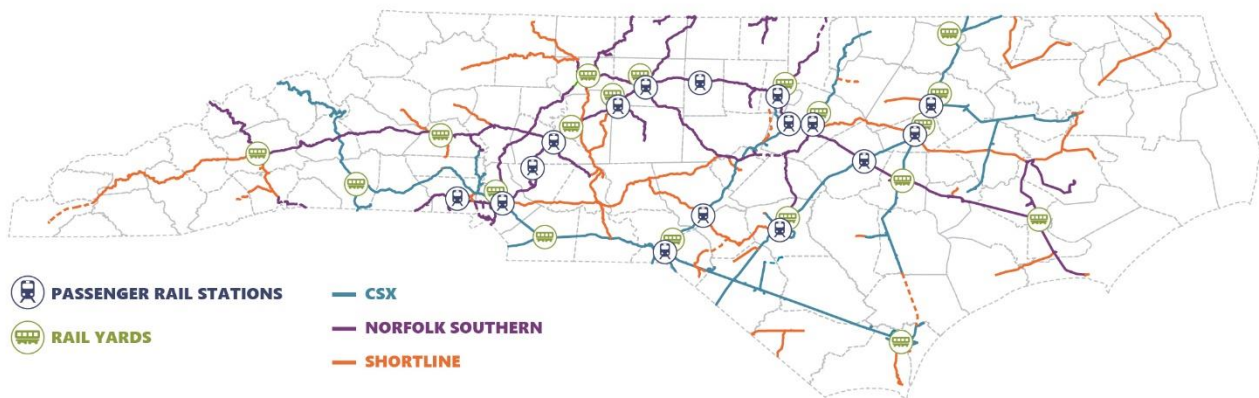 PASSENGER RAIL STATIONS
RAIL YARDS
CSX
NORFOLK SOUTHERN
SHORTLINE